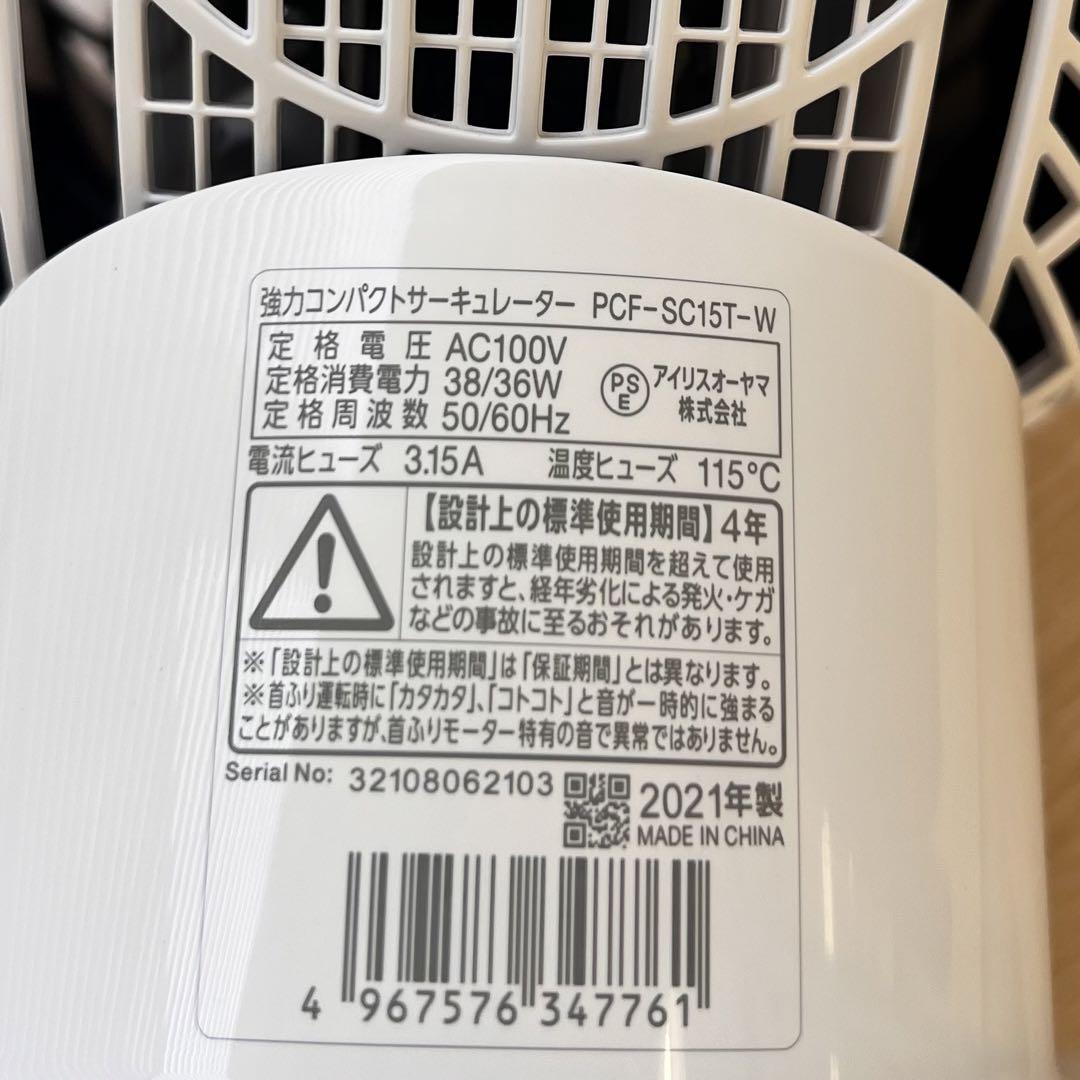 強力コンパクトサーキュレーター PCF-SC15T-W
定格電圧 AC100V
定格消費電力 38/36W
定格周波数 50/60Hz
PS
E
アイリスオーヤマ
株式会社
電流ヒューズ 3.15A 温度ヒューズ 115℃
【設計上の標準使用期間】4年
設計上の標準使用期間を超えて使用
されますと、経年劣化による発火・ケガ
などの事故に至るおそれがあります。
※「設計上の標準使用期間」は「保証期間」とは異なります。
※首ふり運転時に「カタカタ」、「コトコト」と音が一時的に強まる
ことがありますが、首ふりモーター特有の音で異常ではありません。
Serial No: 32108062103
2021年製
MADE IN CHINA
4 967576 347761